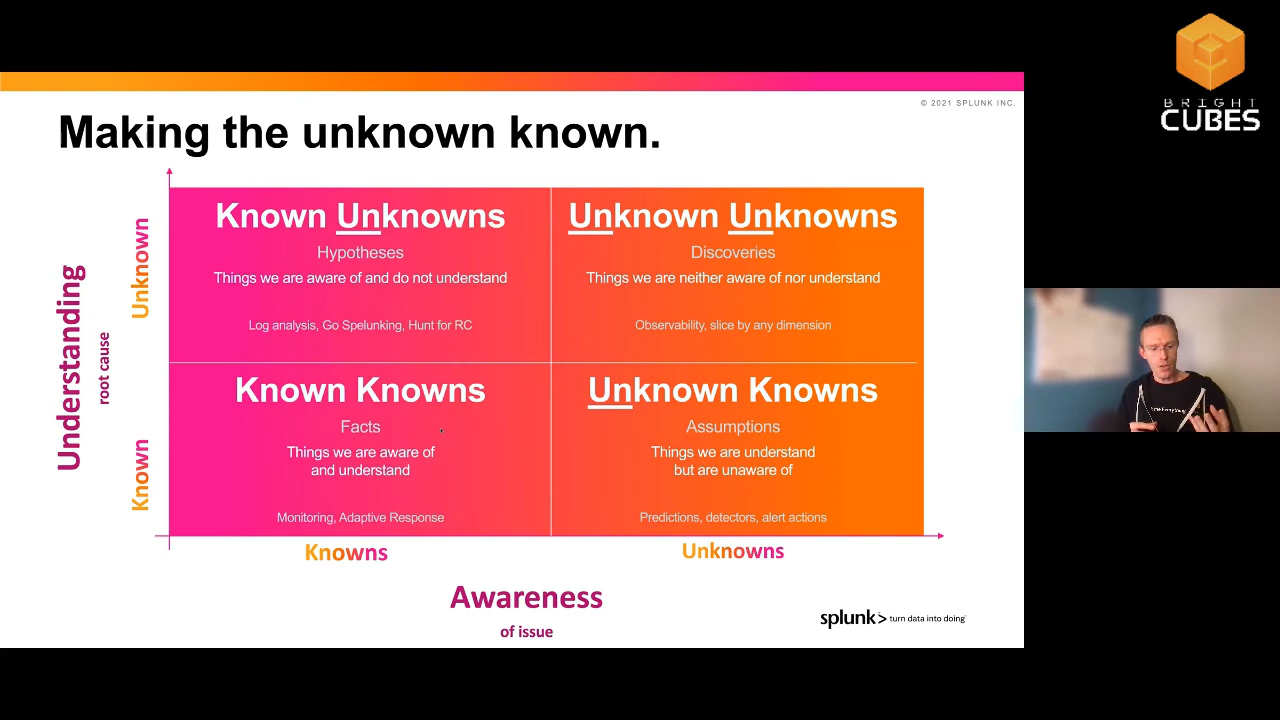 BRIGHT
CUBES
© 2021 SPLUNK INC.
Making the unknown known.
Understanding
root cause
Unknown
Known
Known Unknowns
Hypotheses
Things we are aware of and do not understand
Log analysis, Go Spelunking, Hunt for RC
Unknown Unknowns
Discoveries
Things we are neither aware of nor understand
Observability, slice by any dimension
Known Knowns
Facts
Things we are aware of
and understand
Monitoring, Adaptive Response
Unknown Knowns
Assumptions
Things we are understand
but are unaware of
Predictions, detectors, alert actions
Knowns
Unknowns
Awareness
of issue
splunk> turn data into doing™